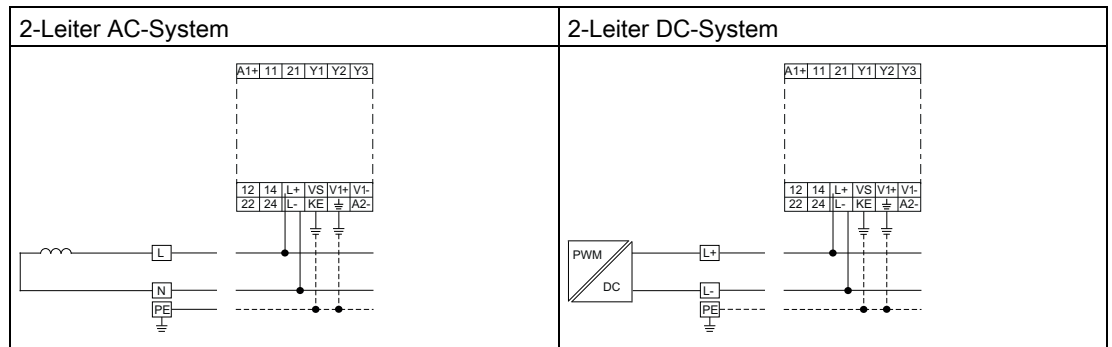 2-Leiter AC-System
2-Leiter DC-System
A1+ 11 21 Y1 Y2 Y3
12 14 L+ VS V1+ V1-
22 24 L- KE A2-
L
N
PE
A1+ 11 21 Y1 Y2 Y3
12 14 L+ VS V1+ V1-
22 24 L- KE A2-
PWM
DC
L+
L-
PE